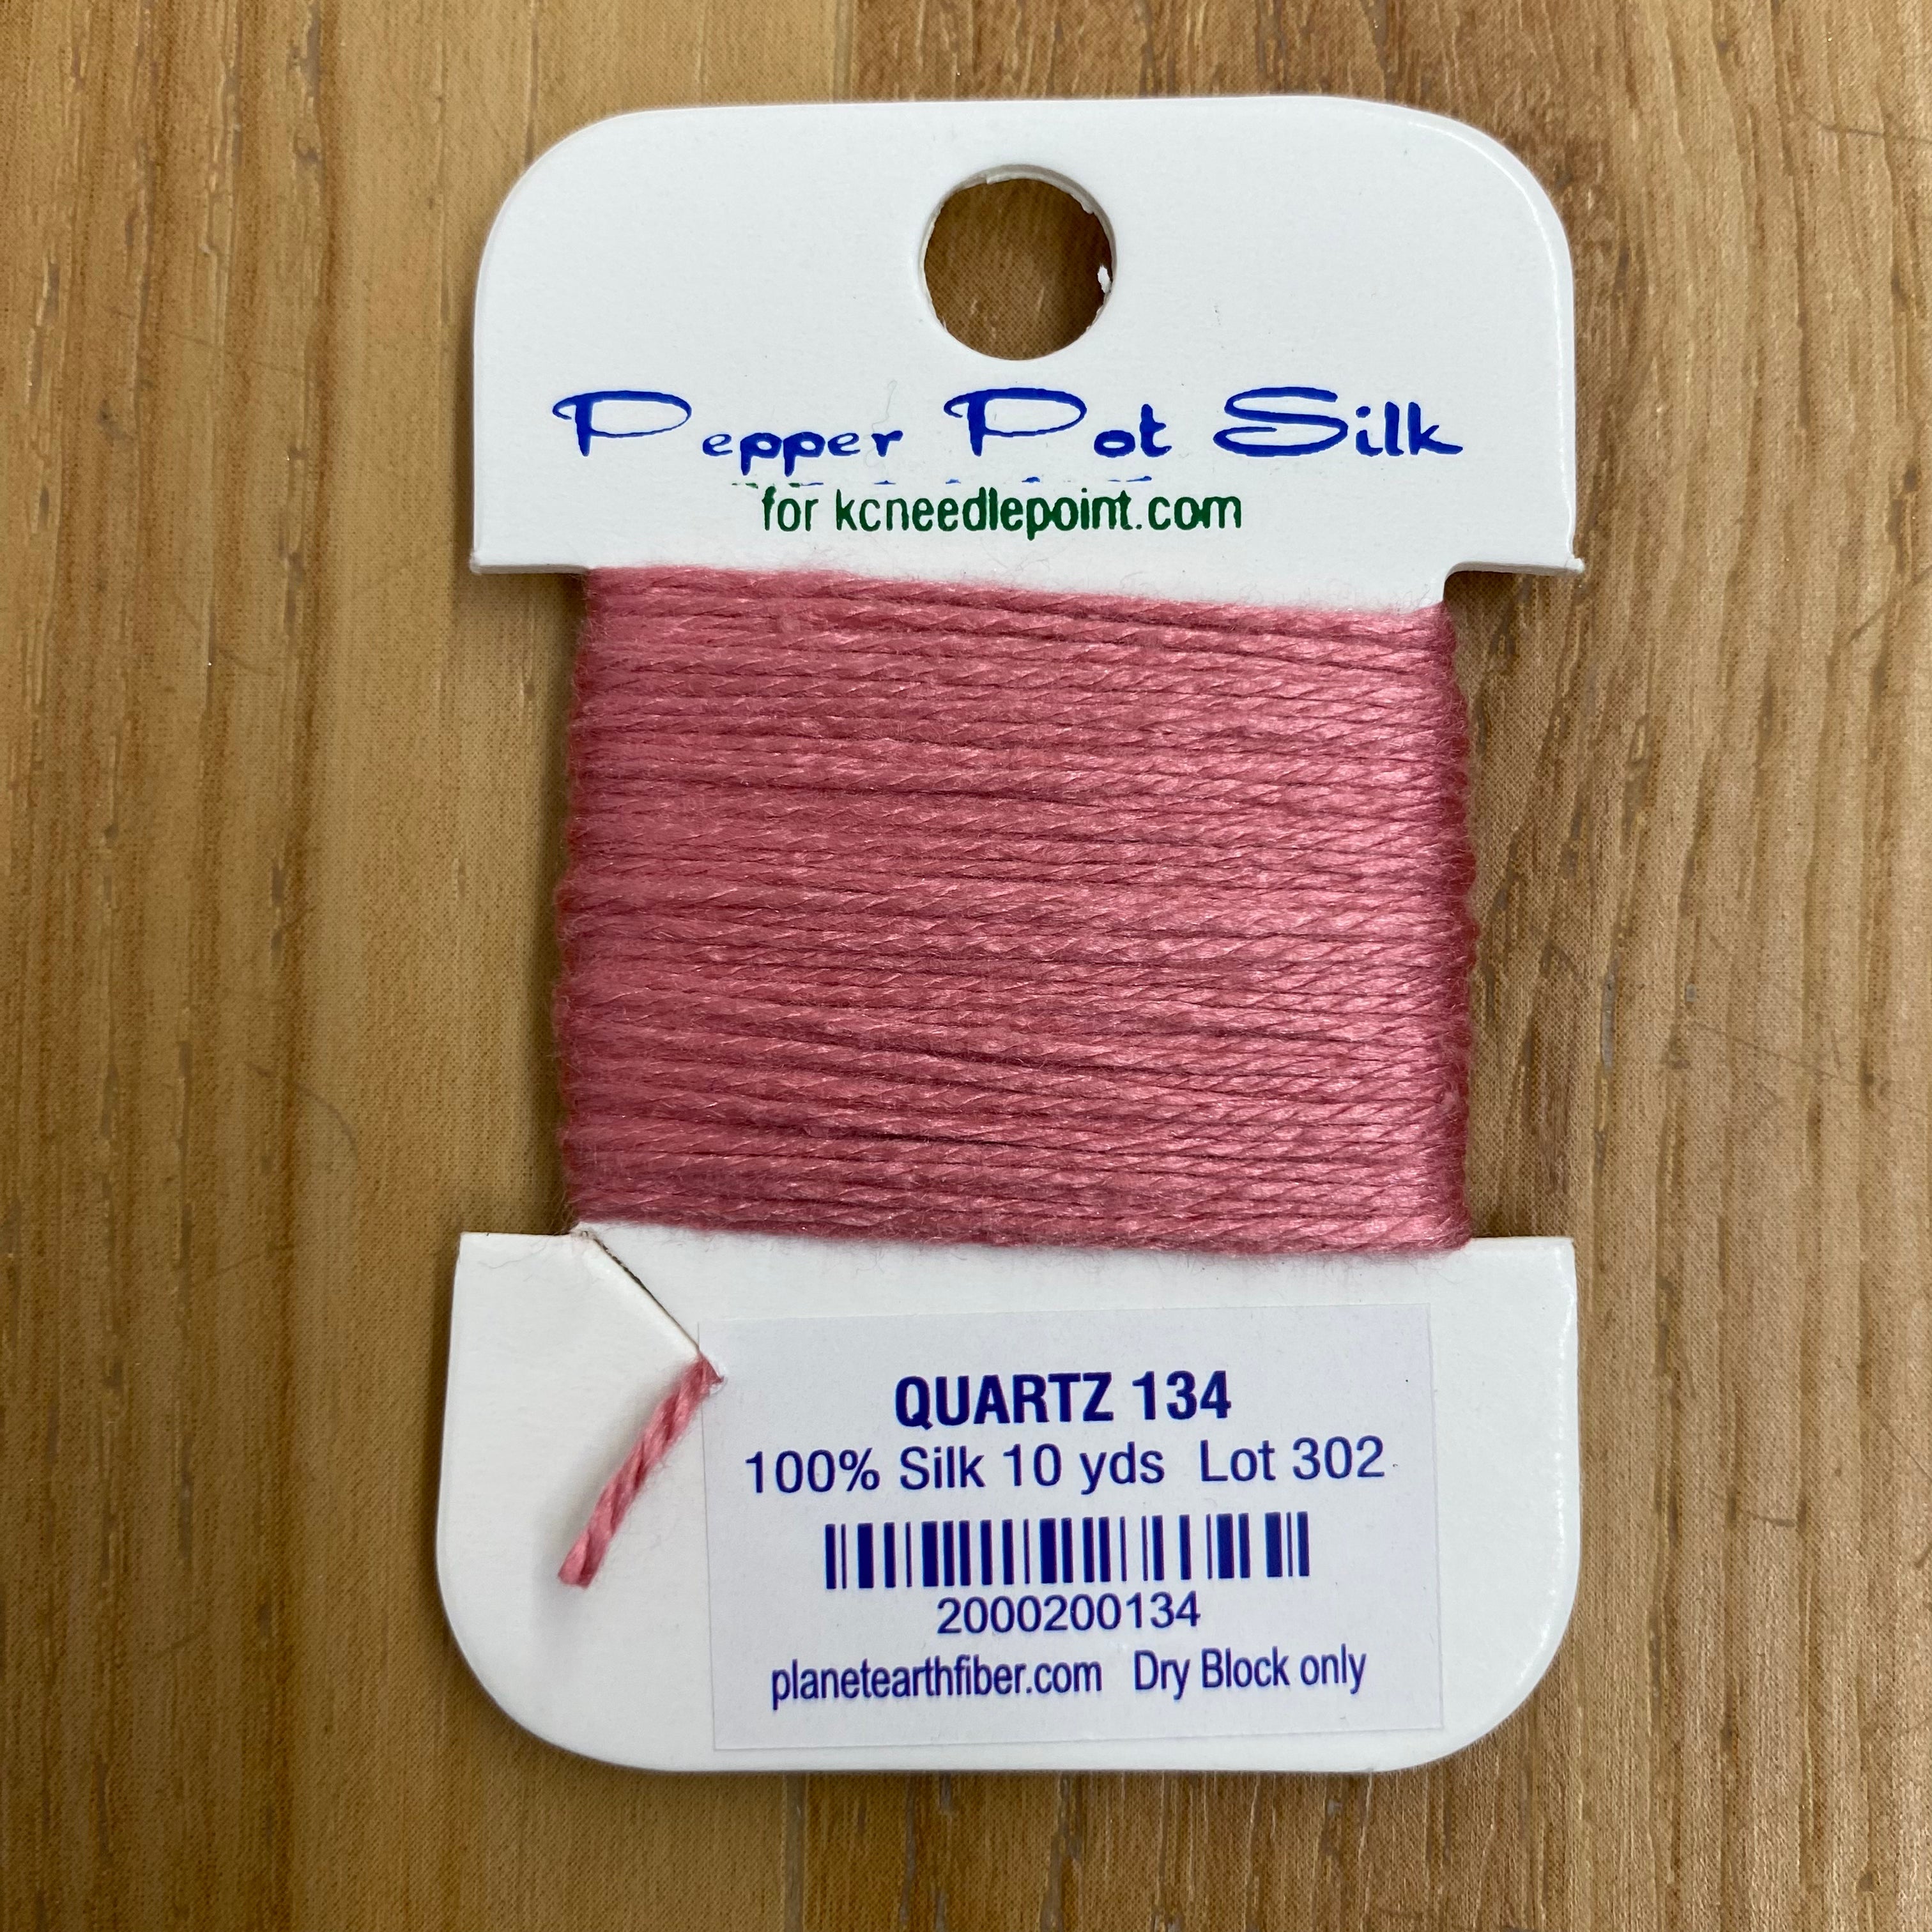 Pepper Pot Silk
for kcneedlepoint.com
QUARTZ 134
100% Silk 10 yds Lot 302
2000200134
planetearthfiber.com Dry Block only